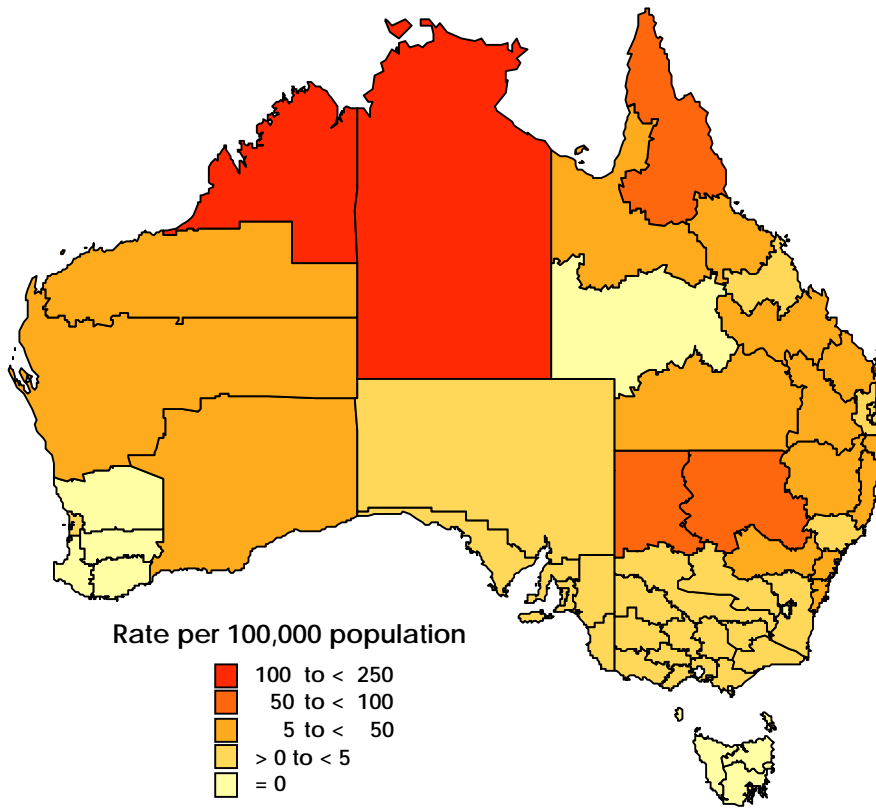 Rate per 100,000 population
100 to < 250
50 to < 100
5 to < 50
> 0 to < 5
= 0